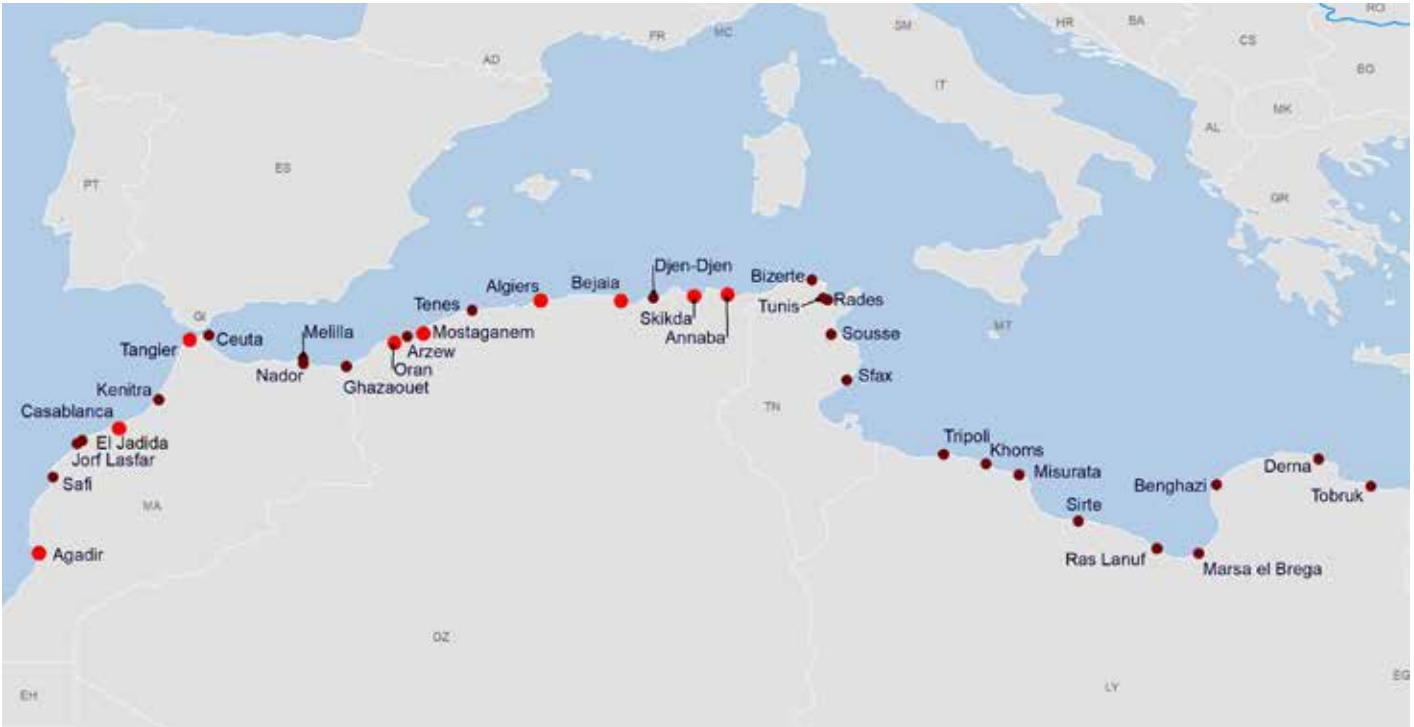 RO
SM
HR
BA
FR
MC
CS
AD
BG
IT
MK
AL
ES
PT
GR
Djen-Djen
Bizerte
Algiers
Bejaia
Tenes
Tunis
Rades
GI
Skikda
Melilla
Mostaganem
Ceuta
Annaba
MT
Sousse
Tangier
Arzew
Oran
Nador
Ghazaouet
Sfax
Kenitra
TN
Casablanca
El Jadida
Tripoli
Khoms
Jorf Lasfar
Derna
Misurata
Safi
Benghazi
Tobruk
MA
Sirte
Agadir
Ras Lanuf
Marsa el Brega
DZ
EG
LY
EH